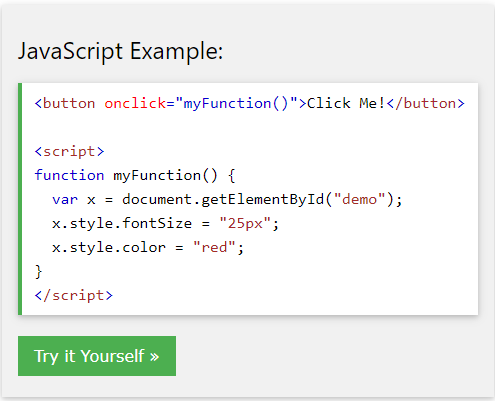 JavaScript Example:
<button onclick="myFunction()">Click Me!</button>
<script>
function myFunction() {
  var x = document.getElementById("demo");
  x.style.fontSize = "25px";
  x.style.color = "red";
}
</script>
Try it Yourself »